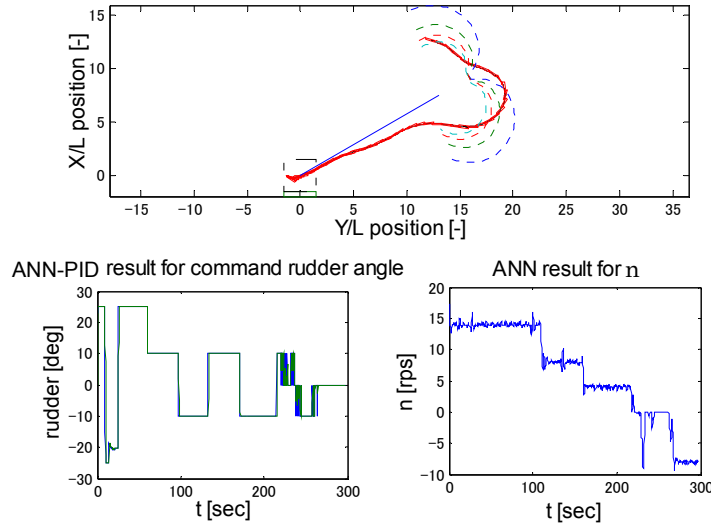 15
10
5
0
X/L position [-]
-15 -10 -5 0 5 10 15 20 25 30 35
Y/L position [-]
ANN-PID result for command rudder angle
30
20
10
0
-10
-20
-30
rudder [deg]
0 100 200 300
t [sec]
ANN result for n
20
15
10
5
0
-5
-10
n [rps]
0 100 200 300
t [sec]